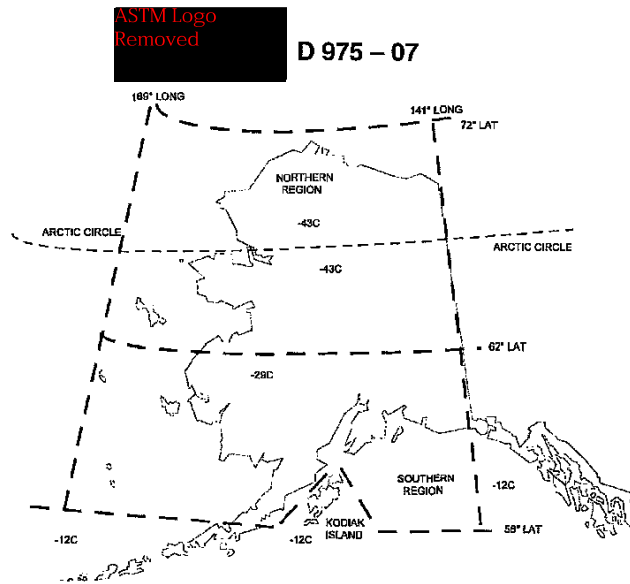 ASTM Logo
Removed
D 975 – 07
169° LONG
141° LONG
72° LAT
NORTHERN
REGION
-43C
ARCTIC CIRCLE
ARCTIC CIRCLE
-43C
62° LAT
-29C
SOUTHERN
REGION
-12C
KODIAK
ISLAND
59° LAT
-12C
-12C